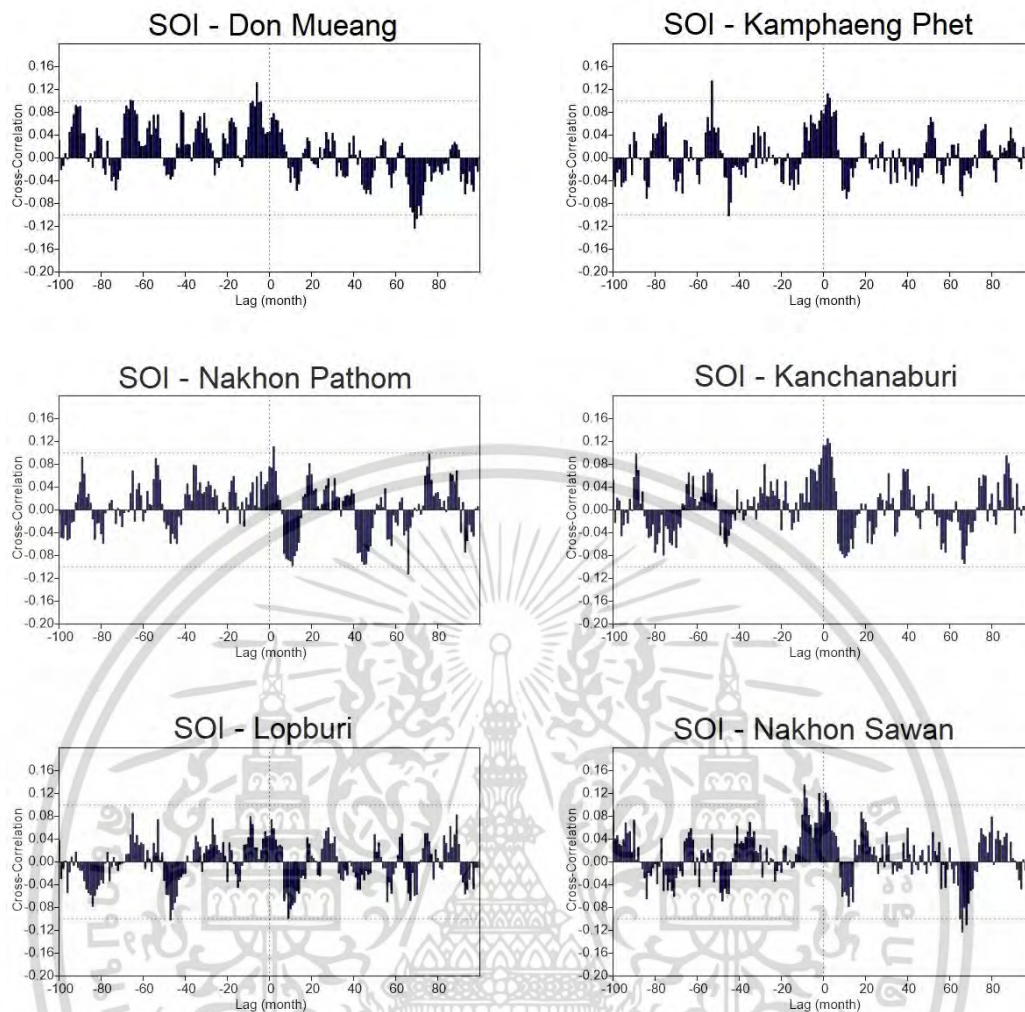 SOI - Don Mueang
Cross-Correlation
0.16
0.12
0.08
0.04
0.00
-0.04
-0.08
-0.12
-0.16
-0.20
-100 -80 -60 -40 -20 0 20 40 60 80
Lag (month)
SOI - Kamphaeng Phet
Cross-Correlation
0.16
0.12
0.08
0.04
0.00
-0.04
-0.08
-0.12
-0.16
-0.20
-100 -80 -60 -40 -20 0 20 40 60 80
Lag (month)
SOI - Nakhon Pathom
Cross-Correlation
0.16
0.12
0.08
0.04
0.00
-0.04
-0.08
-0.12
-0.16
-0.20
-100 -80 -60 -40 -20 0 20 40 60 80
Lag (month)
SOI - Kanchanaburi
Cross-Correlation
0.16
0.12
0.08
0.04
0.00
-0.04
-0.08
-0.12
-0.16
-0.20
-100 -80 -60 -40 -20 0 20 40 60 80
Lag (month)
SOI - Lopburi
Cross-Correlation
0.16
0.12
0.08
0.04
0.00
-0.04
-0.08
-0.12
-0.16
-0.20
-100 -80 -60 -40 -20 0 20 40 60 80
Lag (month)
SOI - Nakhon Sawan
Cross-Correlation
0.16
0.12
0.08
0.04
0.00
-0.04
-0.08
-0.12
-0.16
-0.20
-100 -80 -60 -40 -20 0 20 40 60 80
Lag (month)